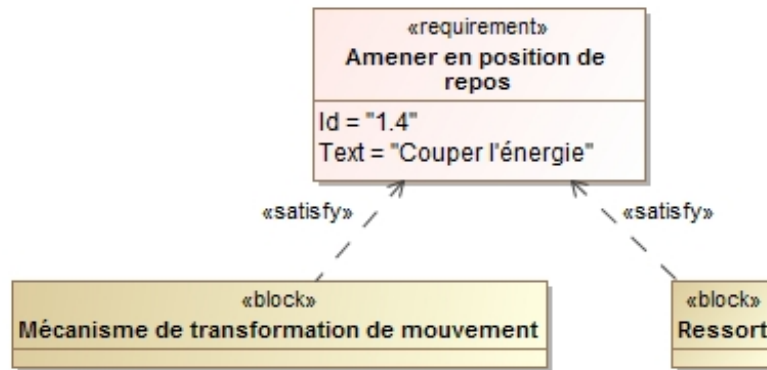 «requirement»
Amener en position de
repos
Id = "1.4"
Text = "Couper l'énergie"
«satisfy»
«satisfy»
«block»
Mécanisme de transformation de mouvement
«block»
Ressort